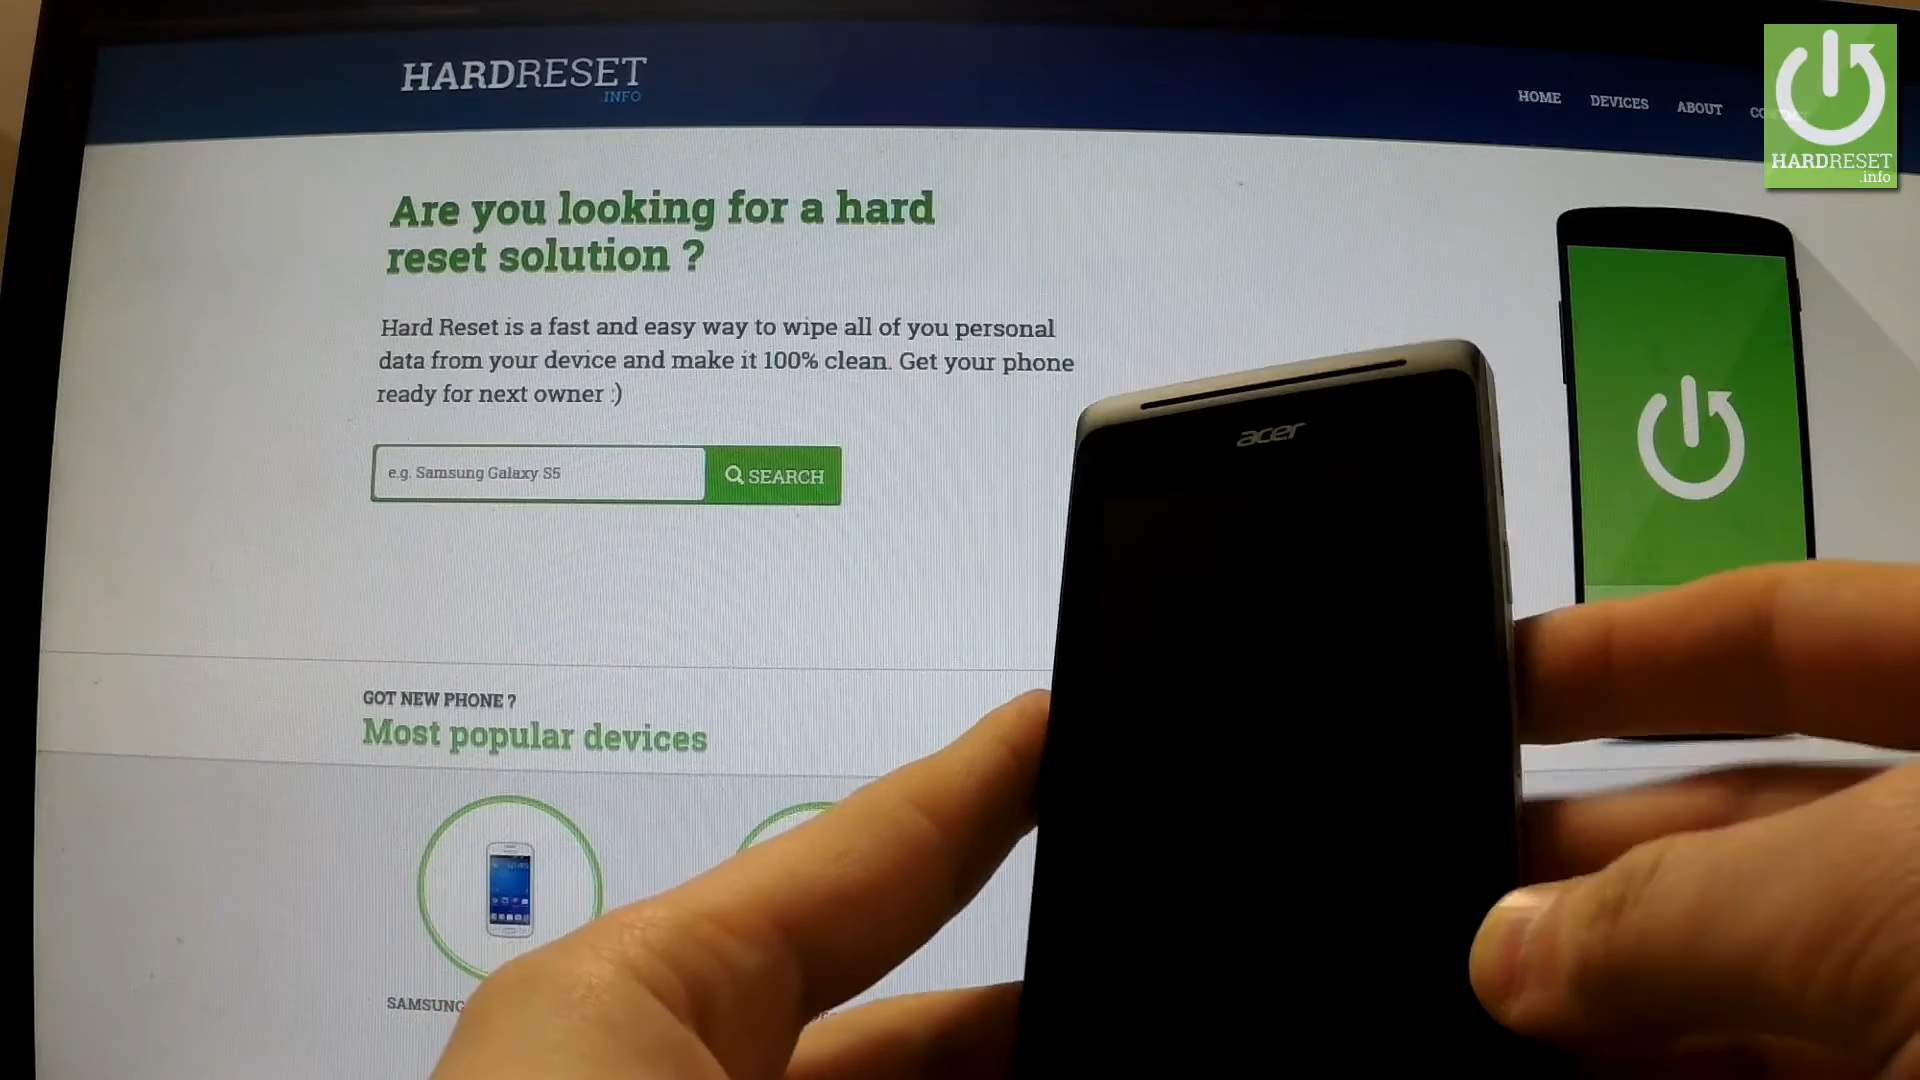 HARDRESET
.INFO
HOME DEVICES ABOUT
HARDRESET
.info
Are you looking for a hard
reset solution ?
Hard Reset is a fast and easy way to wipe all of you personal
data from your device and make it 100% clean. Get your phone
ready for next owner :)
e.g. Samsung Galaxy S5
SEARCH
acer
GOT NEW PHONE ?
Most popular devices
SAMSUNG